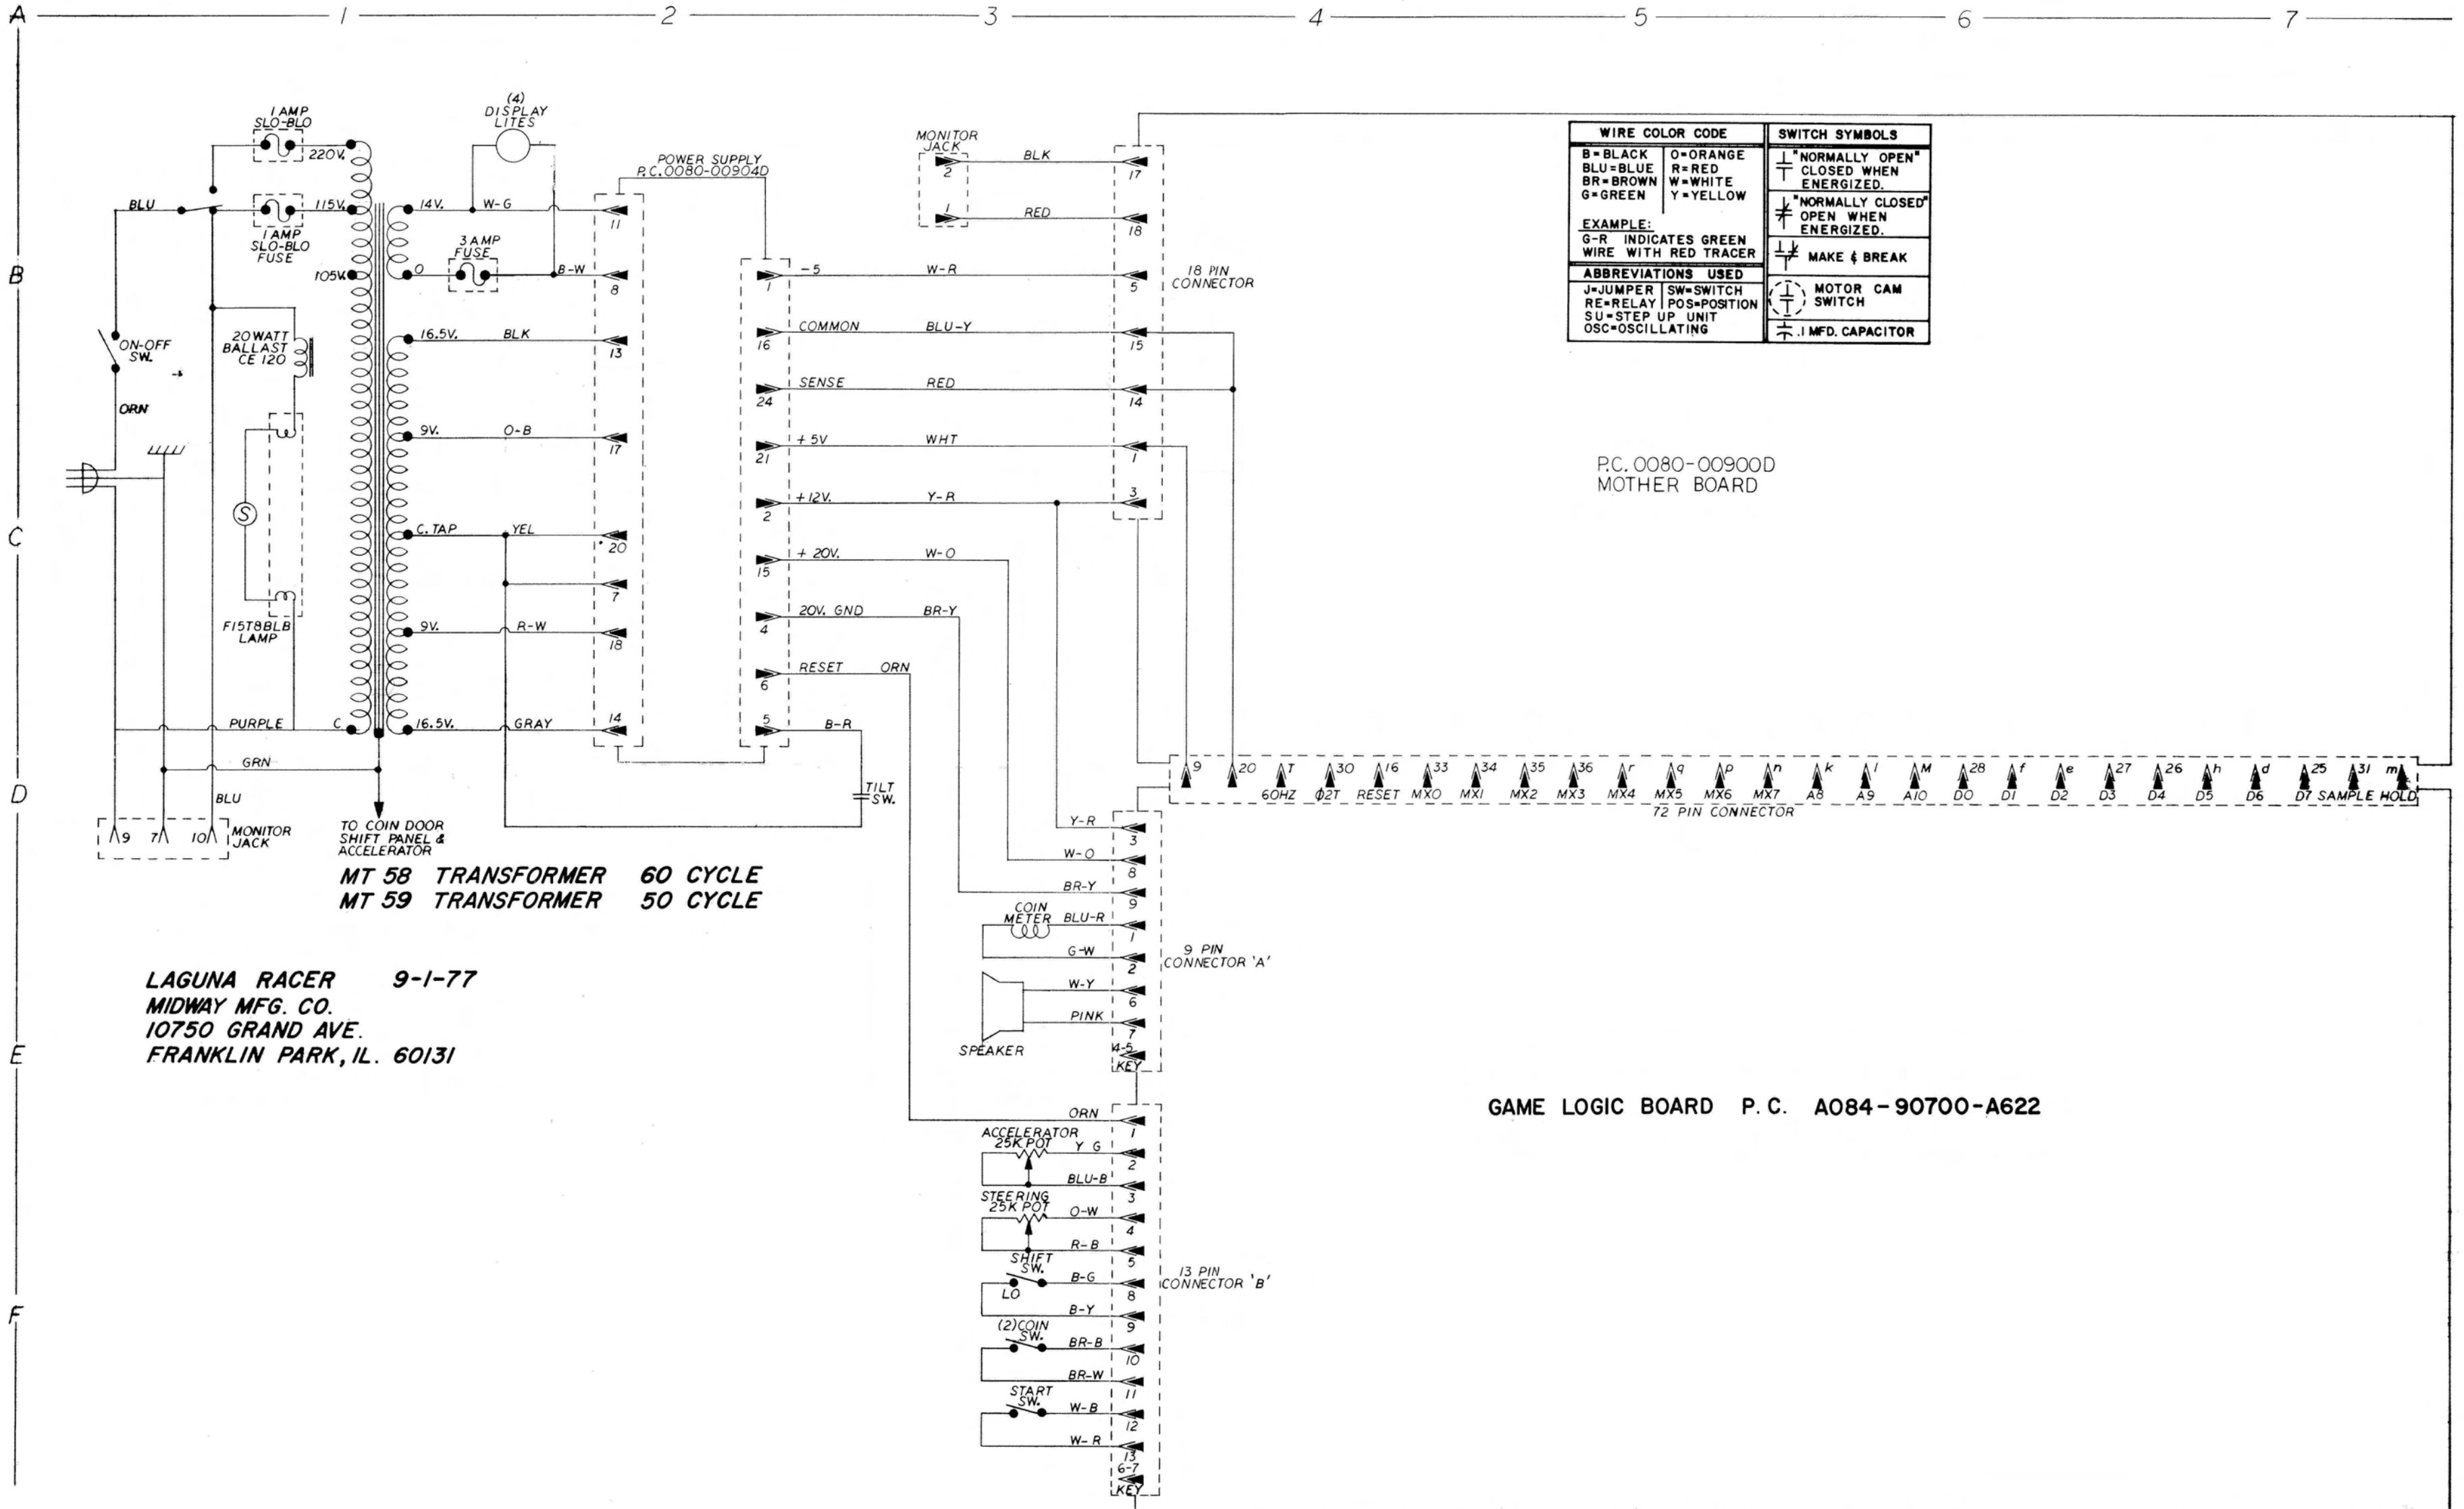 A 1 2 3 4 5 6 7
B
C
D
E
F
1 AMP
SLO-BLO
220V.
BLU
115V.
1 AMP
SLO-BLO
FUSE
105V.
ON-OFF
SW.
ORN
20 WATT
BALLAST
CE 120
S
F15T8BLB
LAMP
PURPLE
C
GRN
BLU
9 7 10
MONITOR
JACK
TO COIN DOOR
SHIFT PANEL &
ACCELERATOR
(4)
DISPLAY
LITES
14V. W-G
11
3 AMP
FUSE
0
B-W
8
16.5V. BLK
13
9V. O-B
17
C. TAP YEL
20
7
9V. R-W
18
16.5V. GRAY
14
POWER SUPPLY
P.C. 0080-00904D
-5 W-R
1 5
COMMON BLU-Y
16 15
SENSE RED
24 14
+5V WHT
21 1
+12V. Y-R
2 3
+ 20V. W-O
15
20V. GND BR-Y
4
RESET ORN
6
5
B-R
TILT
SW.
MONITOR
JACK
2 BLK 17
1 RED 18
18 PIN
CONNECTOR
WIRE COLOR CODE
B=BLACK O=ORANGE
BLU=BLUE R=RED
BR=BROWN W=WHITE
G=GREEN Y=YELLOW
EXAMPLE:
G-R INDICATES GREEN
WIRE WITH RED TRACER
ABBREVIATIONS USED
J=JUMPER SW=SWITCH
RE=RELAY POS=POSITION
SU=STEP UP UNIT
OSC=OSCILLATING
SWITCH SYMBOLS
"NORMALLY OPEN"
CLOSED WHEN
ENERGIZED.
"NORMALLY CLOSED"
OPEN WHEN
ENERGIZED.
MAKE & BREAK
MOTOR CAM
SWITCH
.1 MFD. CAPACITOR
P.C. 0080-00900D
MOTHER BOARD
9 20 T 30 16 33 34 35 36 r q p n k l M 28 f e 27 26 h d 25 31 m
60HZ Φ2T RESET MX0 MX1 MX2 MX3 MX4 MX5 MX6 MX7 A8 A9 A10 D0 D1 D2 D3 D4 D5 D6 D7 SAMPLE HOLD
72 PIN CONNECTOR
MT 58 TRANSFORMER 60 CYCLE
MT 59 TRANSFORMER 50 CYCLE
LAGUNA RACER 9-1-77
MIDWAY MFG. CO.
10750 GRAND AVE.
FRANKLIN PARK, IL. 60131
Y-R
3
W-O
8
BR-Y
9
COIN
METER BLU-R
1
G-W
2
W-Y
6
PINK
7
SPEAKER
4-5
KEY
9 PIN
CONNECTOR 'A'
GAME LOGIC BOARD P.C. A084-90700-A622
ORN
1
ACCELERATOR
25K POT Y G
2
BLU-B
3
STEERING
25K POT O-W
4
R-B
5
SHIFT
SW.
LO
B-G
8
B-Y
9
(2) COIN
SW. BR-B
10
BR-W
11
START
SW. W-B
12
W-R
13
6-7
KEY
13 PIN
CONNECTOR 'B'